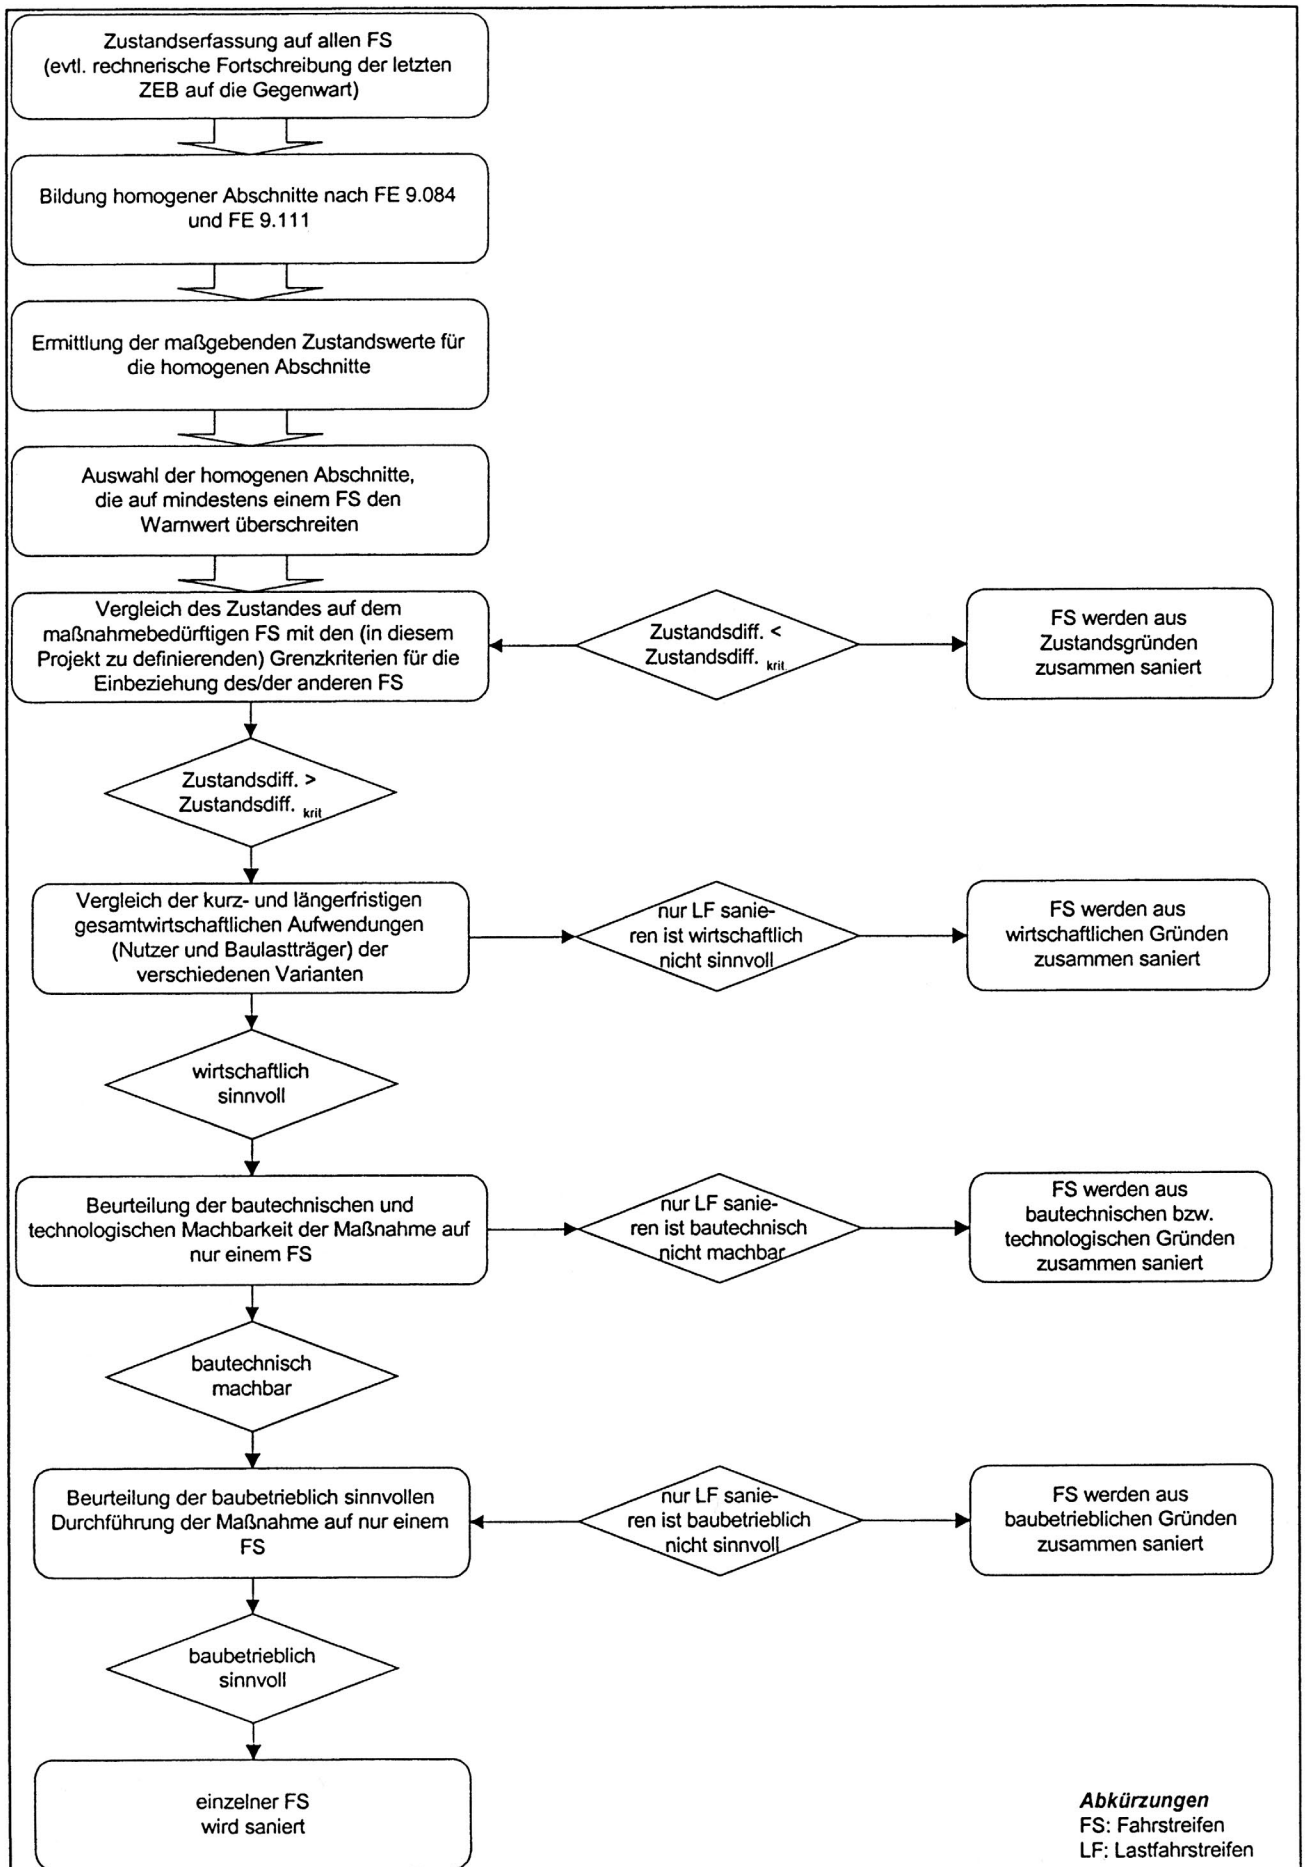 Zustandserfassung auf allen FS
(evtl. rechnerische Fortschreibung der letzten
ZEB auf die Gegenwart)
Bildung homogener Abschnitte nach FE 9.084
und FE 9.111
Ermittlung der maßgebenden Zustandswerte für
die homogenen Abschnitte
Auswahl der homogenen Abschnitte,
die auf mindestens einem FS den
Warnwert überschreiten
Vergleich des Zustandes auf dem
maßnahmebedürftigen FS mit den (in diesem
Projekt zu definierenden) Grenzkriterien für die
Einbeziehung des/der anderen FS
Zustandsdiff. <
Zustandsdiff. krit.
FS werden aus
Zustandsgründen
zusammen saniert
Zustandsdiff. >
Zustandsdiff. krit
Vergleich der kurz- und längerfristigen
gesamtwirtschaftlichen Aufwendungen
(Nutzer und Baulastträger) der
verschiedenen Varianten
nur LF sanie-
ren ist wirtschaftlich
nicht sinnvoll
FS werden aus
wirtschaftlichen Gründen
zusammen saniert
wirtschaftlich
sinnvoll
Beurteilung der bautechnischen und
technologischen Machbarkeit der Maßnahme auf
nur einem FS
nur LF sanie-
ren ist bautechnisch
nicht machbar
FS werden aus
bautechnischen bzw.
technologischen Gründen
zusammen saniert
bautechnisch
machbar
Beurteilung der baubetrieblich sinnvollen
Durchführung der Maßnahme auf nur einem
FS
nur LF sanie-
ren ist baubetrieblich
nicht sinnvoll
FS werden aus
baubetrieblichen Gründen
zusammen saniert
baubetrieblich
sinnvoll
einzelner FS
wird saniert
Abkürzungen
FS: Fahrstreifen
LF: Lastfahrstreifen